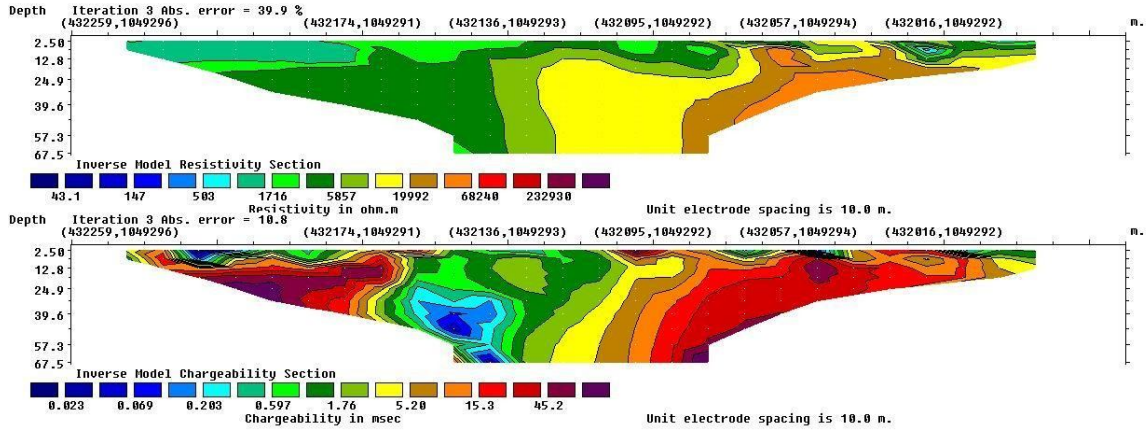 Depth Iteration 3 Abs. error = 39.9 %
(432259,1049296) (432174,1049291) (432136,1049293) (432095,1049292) (432057,1049294) (432016,1049292) m.
2.50
12.8
24.9
39.6
57.3
67.5
Inverse Model Resistivity Section
43.1 147 503 1716 5857 19992 68240 232930
Resistivity in ohm.m Unit electrode spacing is 10.0 m.
Depth Iteration 3 Abs. error = 10.8
(432259,1049296) (432174,1049291) (432136,1049293) (432095,1049292) (432057,1049294) (432016,1049292) m.
2.50
12.8
24.9
39.6
57.3
67.5
Inverse Model Chargeability Section
0.023 0.069 0.203 0.597 1.76 5.20 15.3 45.2
Chargeability in msec Unit electrode spacing is 10.0 m.